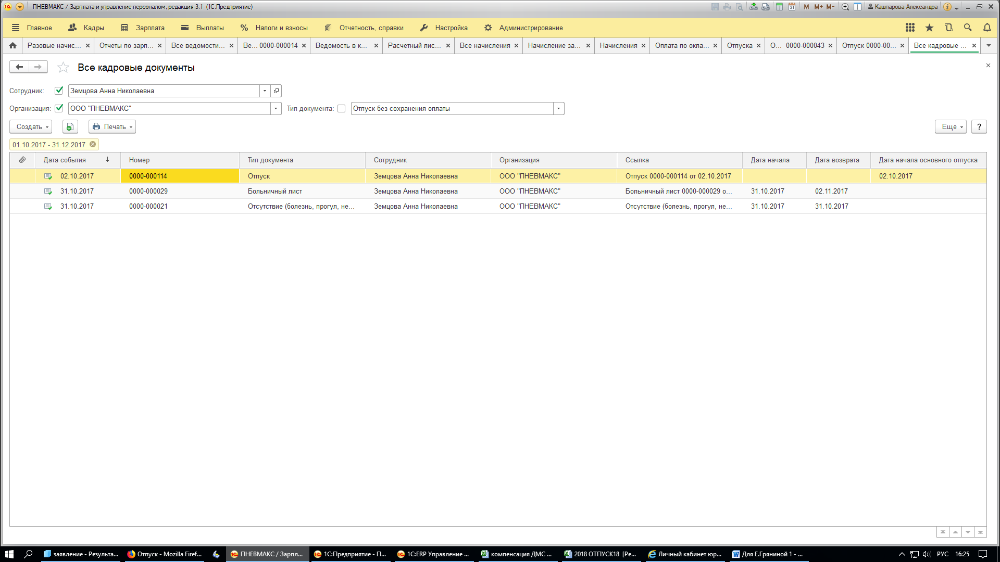 ПНЕВМАКС / Зарплата и управление персоналом, редакция 3.1 (1С:Предприятие) M M+ M- Кашпарова Александра
Главное Кадры Зарплата Выплаты Налоги и взносы Отчетность, справки Настройка Администрирование
Разовые начис... Отчеты по зарп... Все ведомости... Ве... 0000-000014 Ведомость в к... Расчетный лис... Все начисления Начисление за... Начисления Оплата по окла... Отпуска О... 0000-000043 Отпуск 0000-00... Все кадровые ...
Все кадровые документы
Сотрудник: Земцова Анна Николаевна
Организация: ООО "ПНЕВМАКС" Тип документа: Отпуск без сохранения оплаты
Создать Печать Еще ?
01.10.2017 - 31.12.2017
Дата события ↓ Номер Тип документа Сотрудник Организация Ссылка Дата начала Дата возврата Дата начала основного отпуска
02.10.2017 0000-000114 Отпуск Земцова Анна Николаевна ООО "ПНЕВМАКС" Отпуск 0000-000114 от 02.10.2017 02.10.2017
31.10.2017 0000-000029 Больничный лист Земцова Анна Николаевна ООО "ПНЕВМАКС" Больничный лист 0000-000029 о... 31.10.2017 02.11.2017
31.10.2017 0000-000021 Отсутствие (болезнь, прогул, не... Земцова Анна Николаевна ООО "ПНЕВМАКС" Отсутствие (болезнь, прогул, не... 31.10.2017 31.10.2017
заявление - Результа... Отпуск - Mozilla Firef... ПНЕВМАКС / Зарпл... 1С:Предприятие - П... 1С:ERP Управление ... компенсация ДМС ... 2018 ОТПУСК18 [Ре... Личный кабинет юр... Для Е.Гряниной 1 - ... РУС 16:25